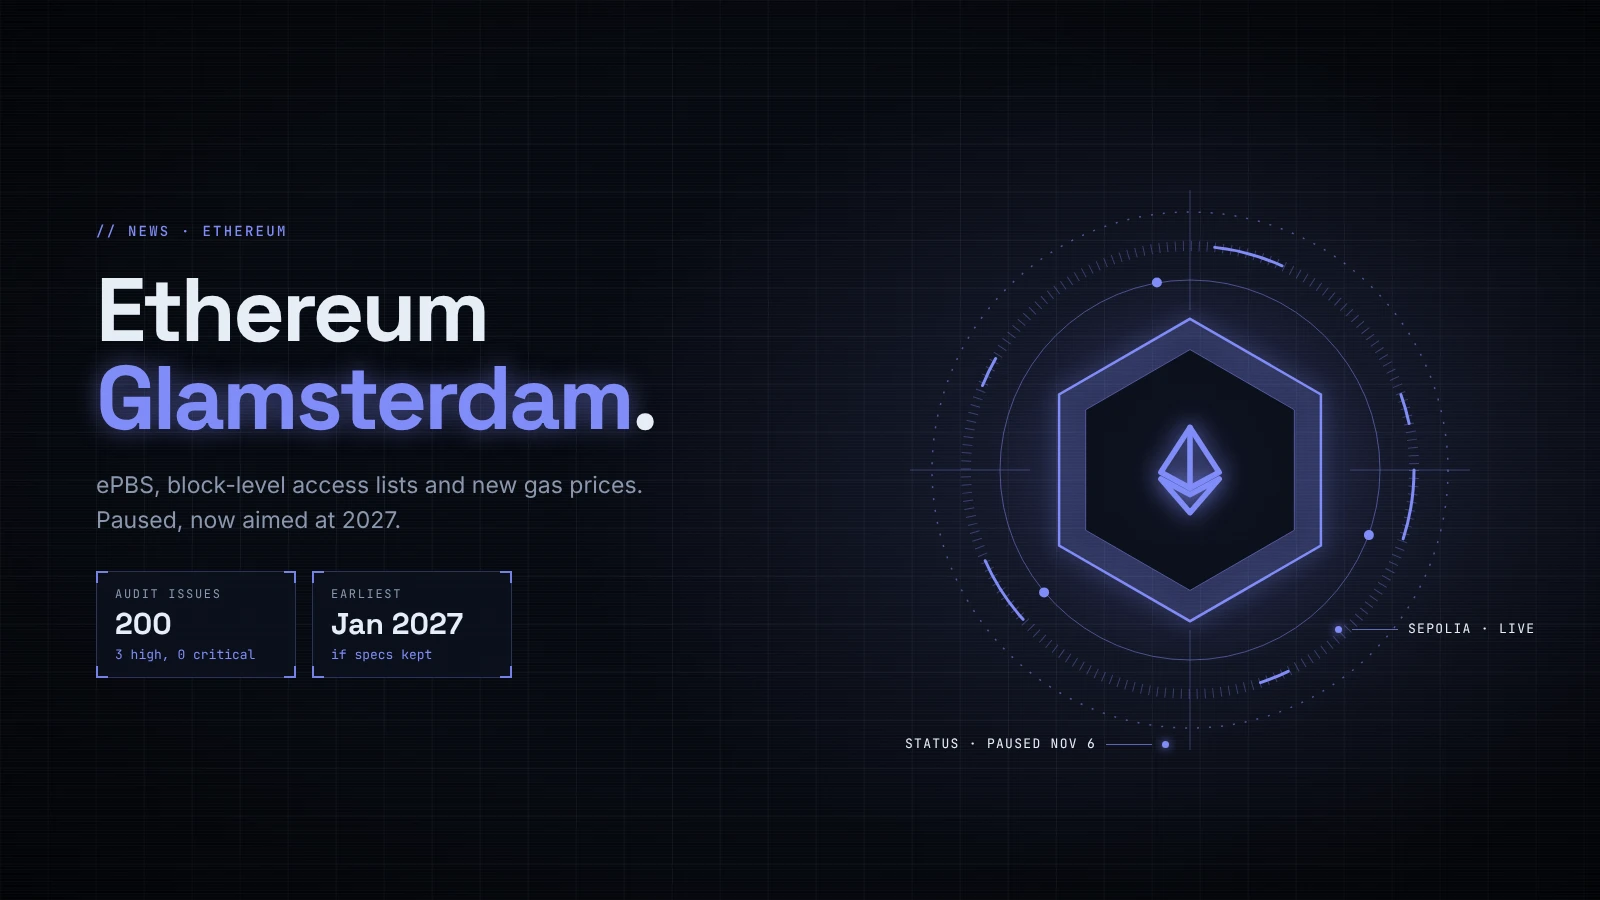 // NEWS · ETHEREUM
Ethereum
Glamsterdam.
ePBS, block-level access lists and new gas prices.
Paused, now aimed at 2027.
AUDIT ISSUES
200
3 high, 0 critical
EARLIEST
Jan 2027
if specs kept
SEPOLIA · LIVE
STATUS · PAUSED NOV 6